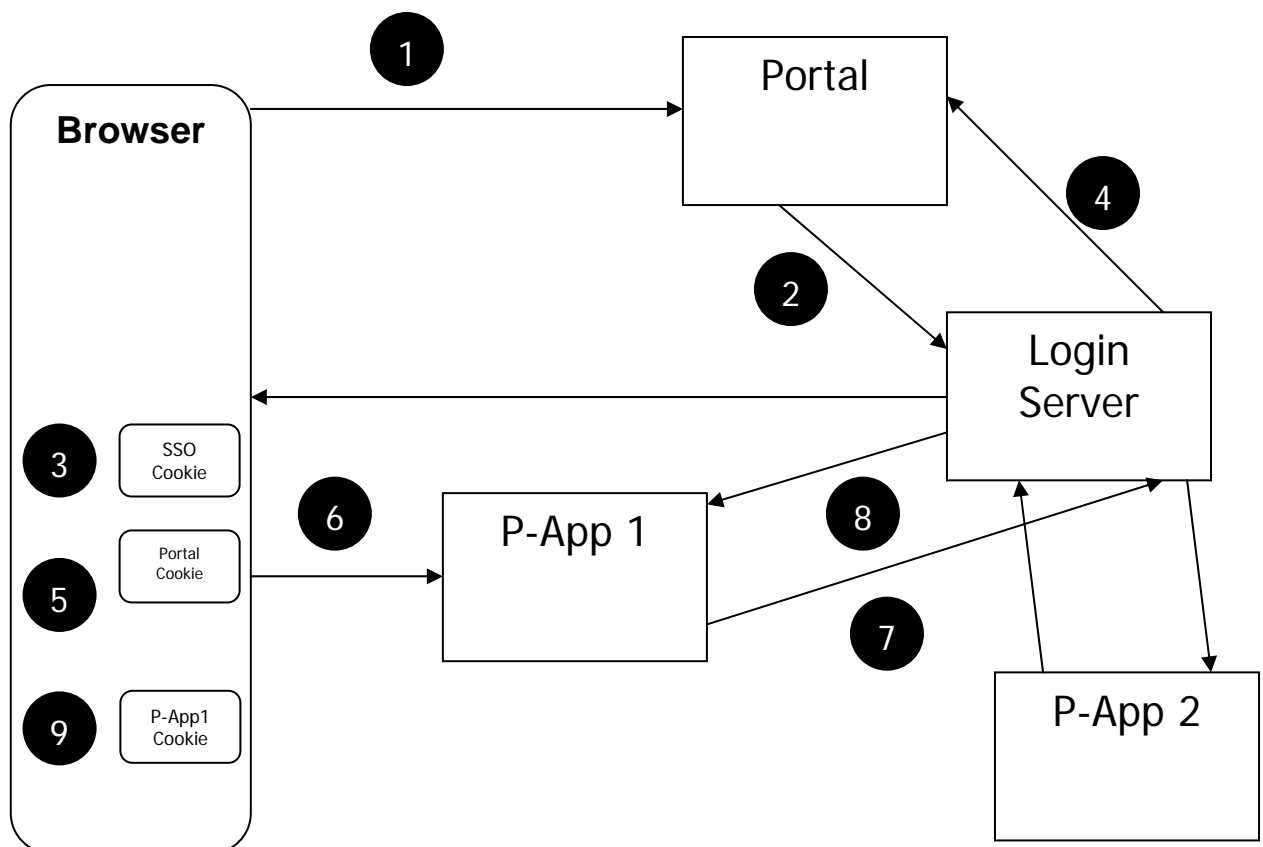 1
Portal
Browser
4
2
Login
Server
3
SSO
Cookie
6
P-App 1
8
Portal
Cookie
5
7
P-App 2
9
P-App1
Cookie